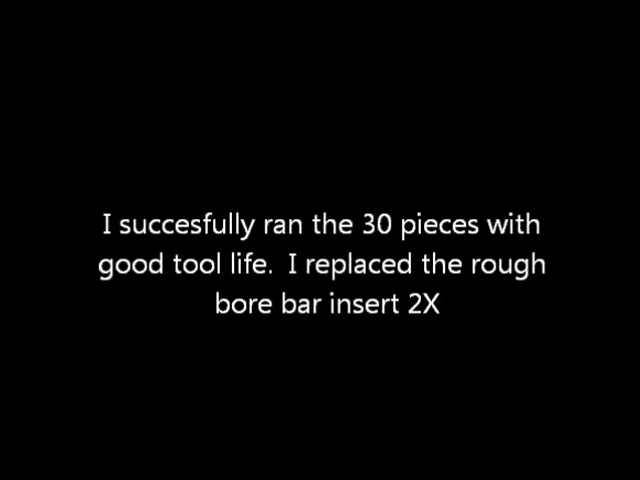 I succesfully ran the 30 pieces with
good tool life.  I replaced the rough
bore bar insert 2X